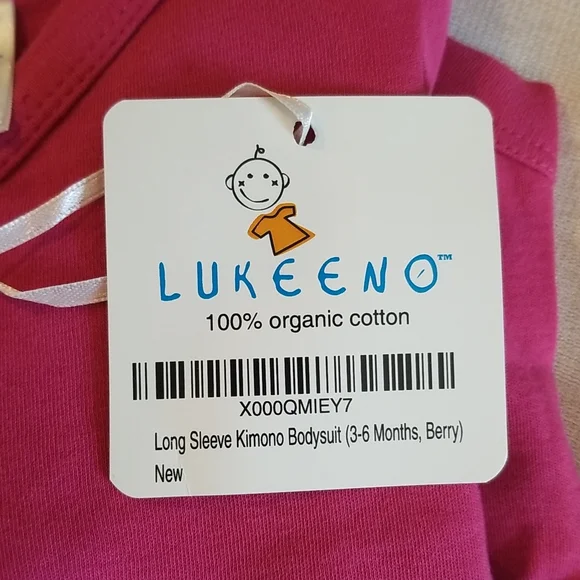 LUKEENO™
100% organic cotton
X000QMIEY7
Long Sleeve Kimono Bodysuit (3-6 Months, Berry)
New